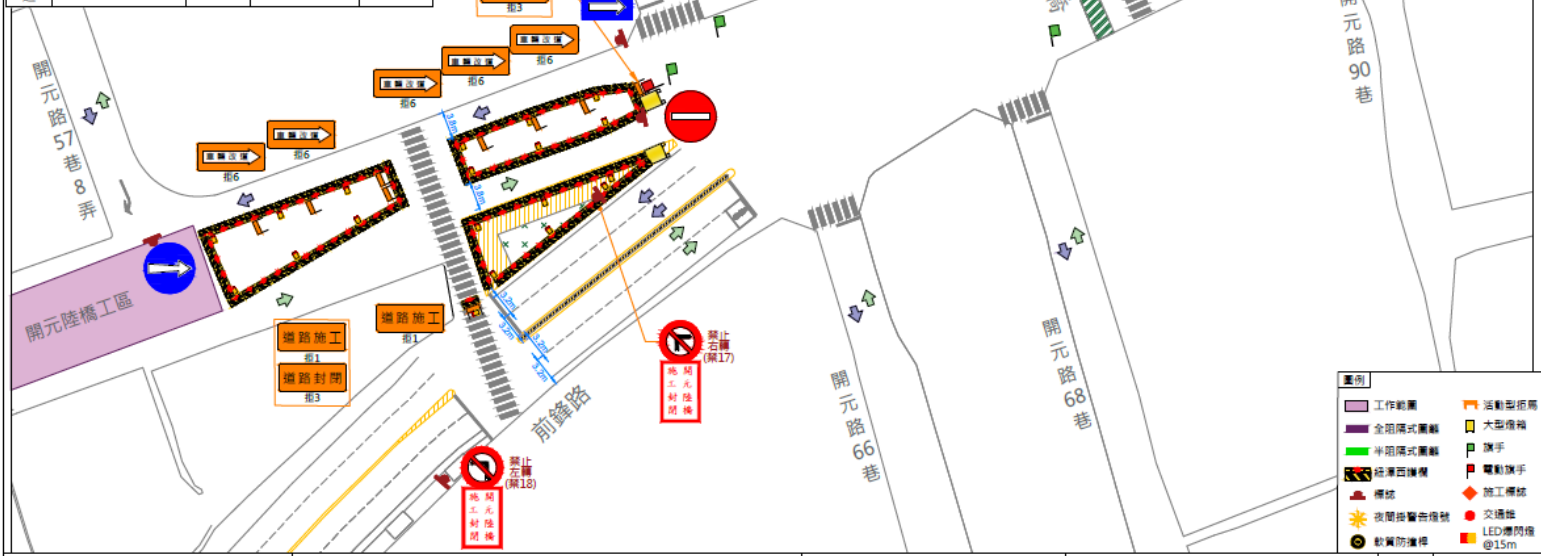 拒3
車輛改道
拒6
車輛改道
拒6
車輛改道
拒6
車輛改道
拒6
車輛改道
拒6
開元路57巷8弄
開元路90巷
3.8m
3.8m
開元陸橋工區
道路施工
拒1
道路封閉
拒3
道路施工
拒1
3.2m
3.2m
3.2m
3.2m
前鋒路
禁止
右轉
(禁17)
開元陸橋
施工封閉
禁止
左轉
(禁18)
開元陸橋
施工封閉
開元路66巷
開元路68巷
圖例
工作範圍
活動型拒馬
全阻隔式圍籬
大型燈箱
半阻隔式圍籬
旗手
紐澤西護欄
電動旗手
標誌
施工標誌
夜間掛警告燈號
交通錐
軟質防撞桿
LED爆閃燈
@15m